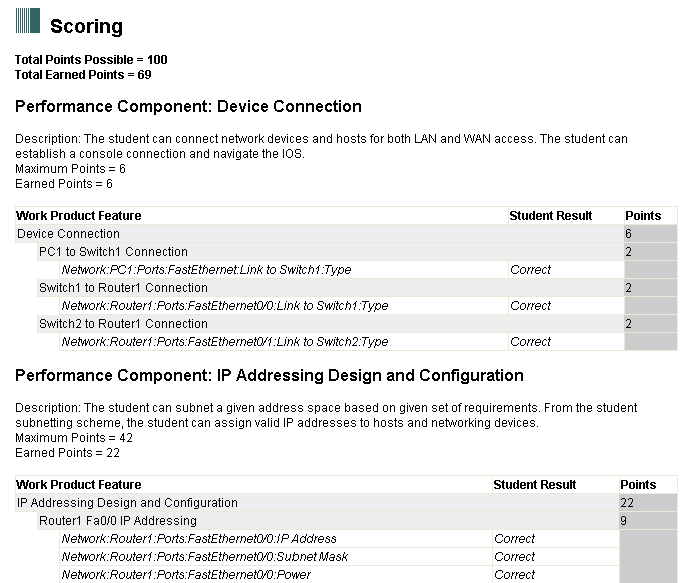 Scoring
Total Points Possible = 100
Total Earned Points = 69
Performance Component: Device Connection
Description: The student can connect network devices and hosts for both LAN and WAN access. The student can
establish a console connection and navigate the IOS.
Maximum Points = 6
Earned Points = 6
Work Product Feature Student Result Points
Device Connection 6
PC1 to Switch1 Connection 2
Network:PC1:Ports:FastEthernet:Link to Switch1:Type Correct
Switch1 to Router1 Connection 2
Network:Router1:Ports:FastEthernet0/0:Link to Switch1:Type Correct
Switch2 to Router1 Connection 2
Network:Router1:Ports:FastEthernet0/1:Link to Switch2:Type Correct
Performance Component: IP Addressing Design and Configuration
Description: The student can subnet a given address space based on given set of requirements. From the student
subnetting scheme, the student can assign valid IP addresses to hosts and networking devices.
Maximum Points = 42
Earned Points = 22
Work Product Feature Student Result Points
IP Addressing Design and Configuration 22
Router1 Fa0/0 IP Addressing 9
Network:Router1:Ports:FastEthernet0/0:IP Address Correct
Network:Router1:Ports:FastEthernet0/0:Subnet Mask Correct
Network:Router1:Ports:FastEthernet0/0:Power Correct